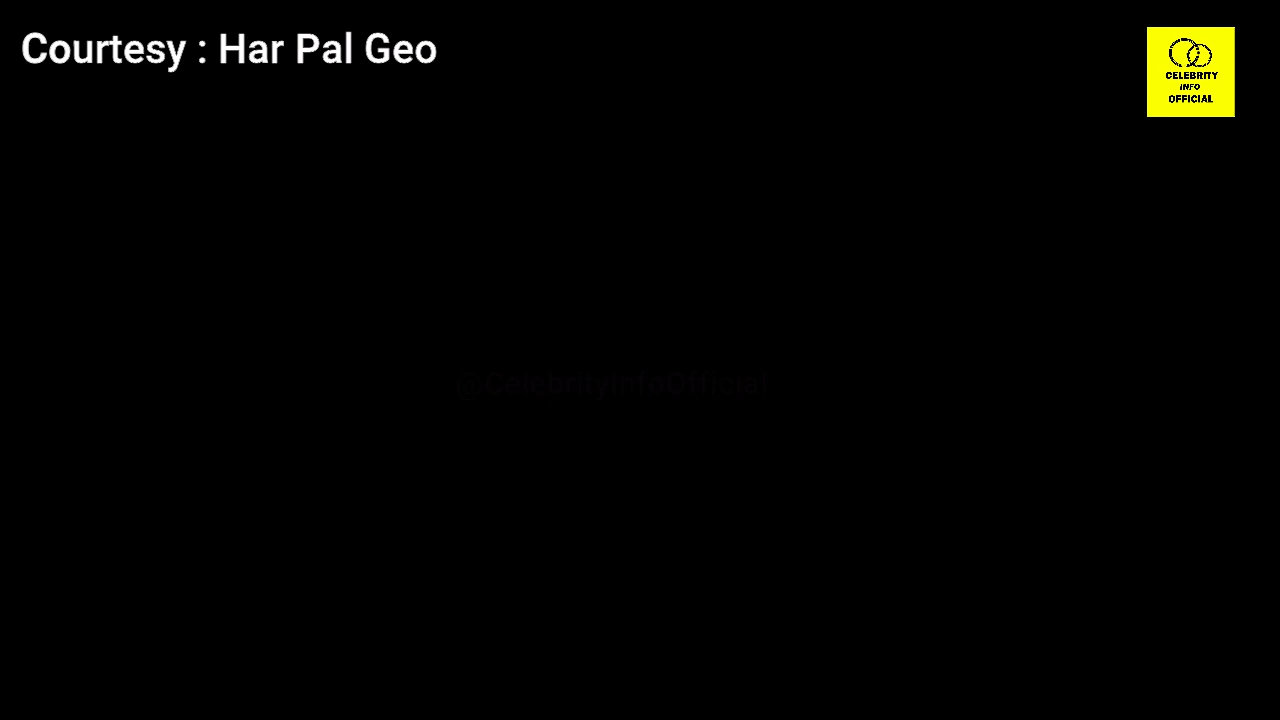 Courtesy : Har Pal Geo
CELEBRITY
INFO
OFFICIAL
@CelebrityInfoOfficial